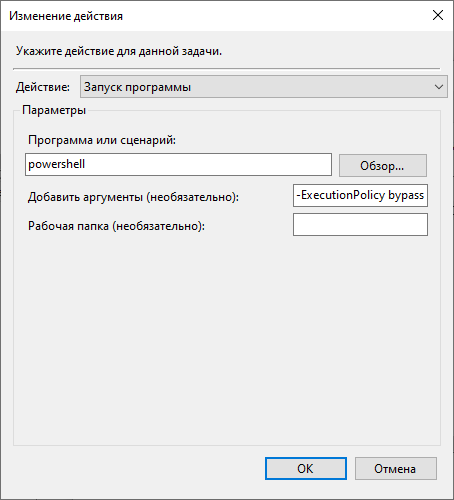 Изменение действия
Укажите действие для данной задачи.
Действие: Запуск программы
Параметры
Программа или сценарий:
powershell
Обзор...
Добавить аргументы (необязательно): -ExecutionPolicy bypass
Рабочая папка (необязательно):
OK Отмена